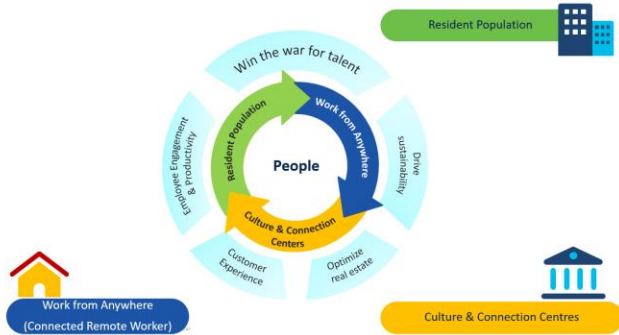 Resident Population
Win the war for talent
Resident Population
Work from Anywhere
Employee Engagement
& Productivity
People
Drive
sustainability
Culture & Connection
Centers
Customer
Experience
Optimize
real estate
Work from Anywhere
(Connected Remote Worker)
Culture & Connection Centres